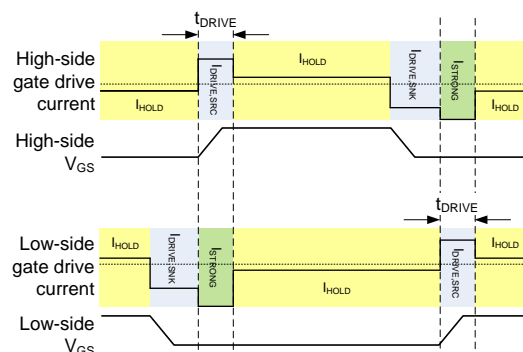 tDRIVE
High-side
gate drive
current
IHOLD
IDRIVE,SRC
IHOLD
IDRIVE,SNK
ISTRONG
IHOLD
High-side
VGS
tDRIVE
Low-side
gate drive
current
IHOLD
IDRIVE,SNK
ISTRONG
IHOLD
IDRIVE,SRC
IHOLD
Low-side
VGS